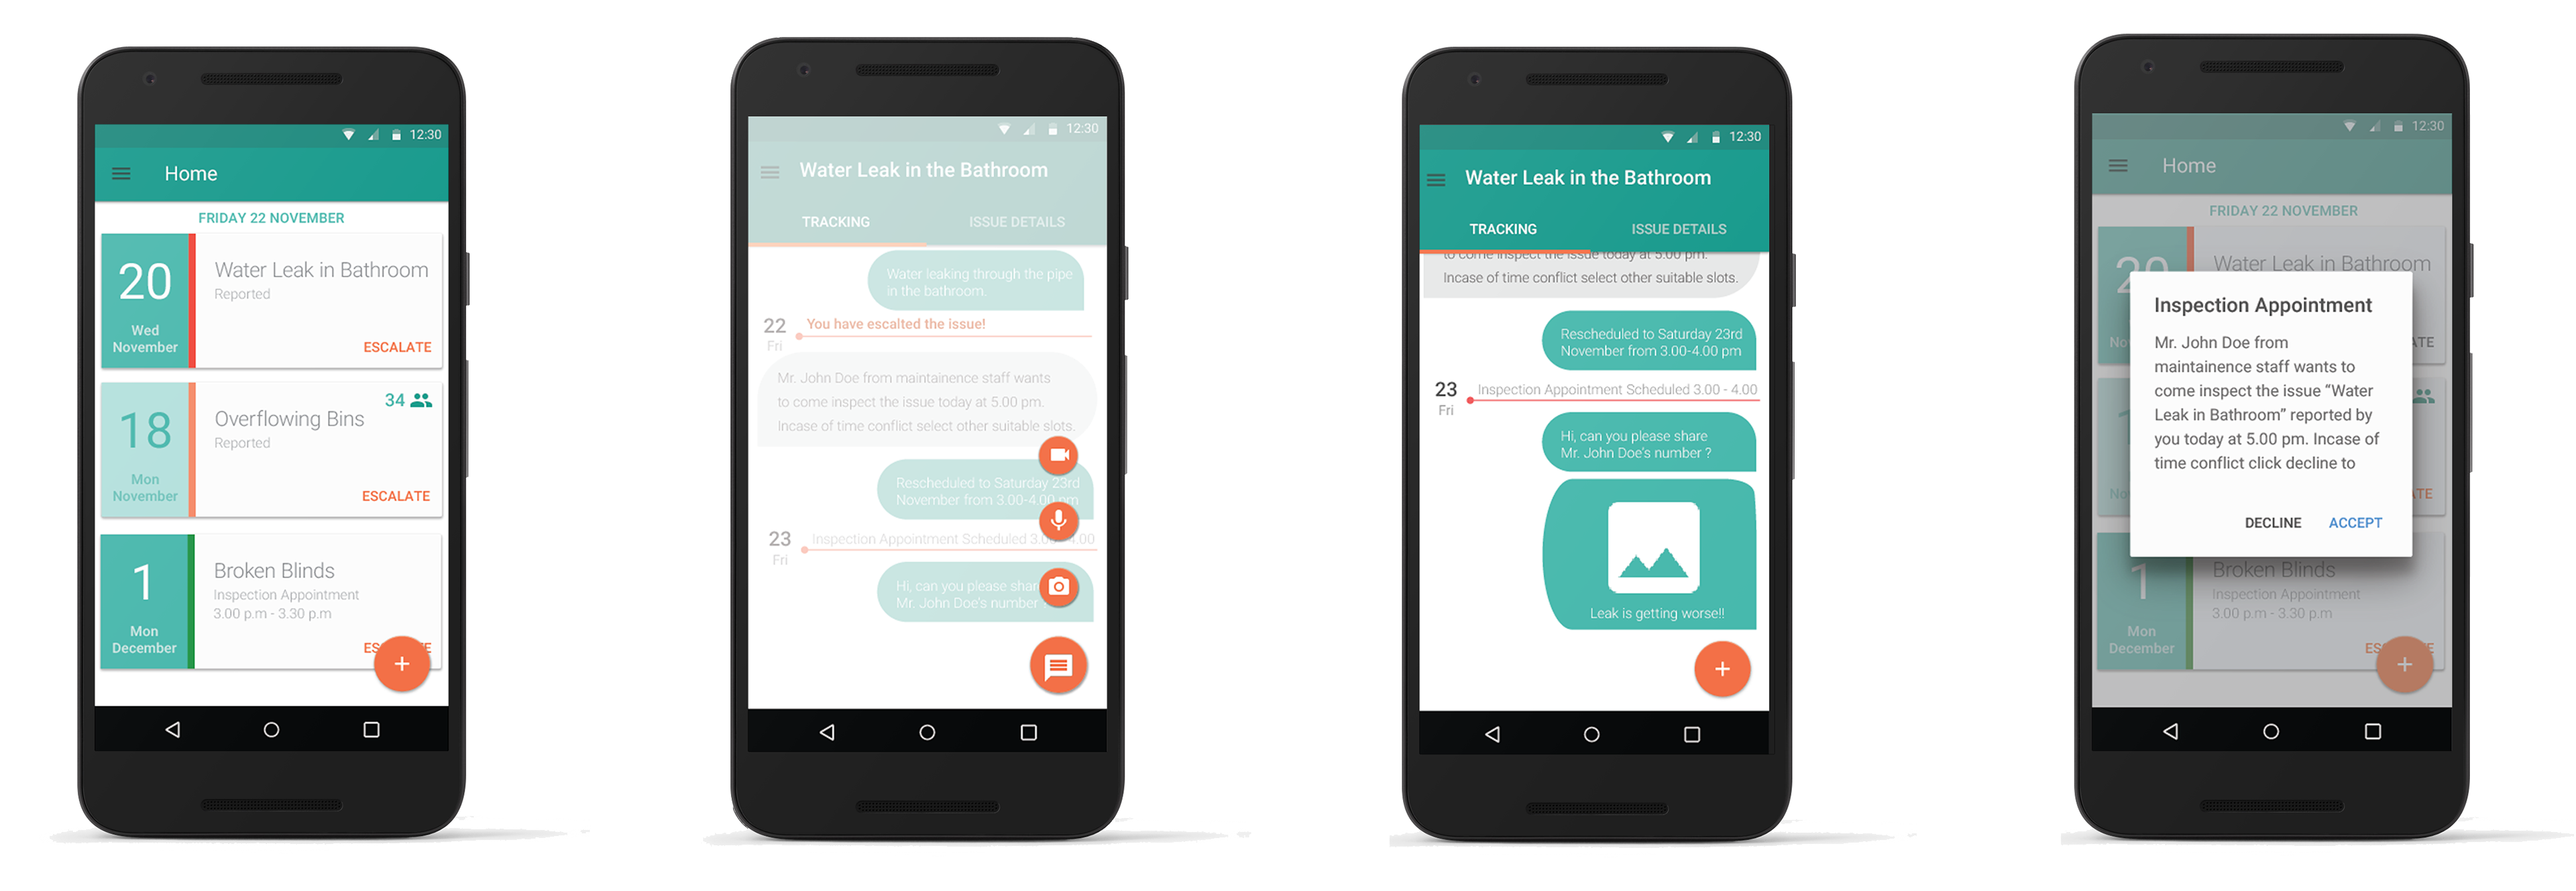 12:30
Home
FRIDAY 22 NOVEMBER
20
Wed
November
Water Leak in Bathroom
Reported
ESCALATE
18
Mon
November
34
Overflowing Bins
Reported
ESCALATE
1
Mon
December
Broken Blinds
Inspection Appointment
3.00 p.m - 3.30 p.m
ES E
+
12:30
Water Leak in the Bathroom
TRACKING ISSUE DETAILS
Water leaking through the pipe
in the bathroom.
22
Fri
You have escalted the issue!
Mr. John Doe from maintainence staff wants
to come inspect the issue today at 5.00 pm.
Incase of time conflict select other suitable slots.
Rescheduled to Saturday 23rd
November from 3.00-4.00 pm
23
Fri
Inspection Appointment Scheduled 3.0 4.00
Hi, can you please shar
Mr. John Doe's number ?
12:30
Water Leak in the Bathroom
TRACKING ISSUE DETAILS
to come inspect the issue today at 5.00 pm.
Incase of time conflict select other suitable slots.
Rescheduled to Saturday 23rd
November from 3.00-4.00 pm
23
Fri
Inspection Appointment Scheduled 3.00 - 4.00
Hi, can you please share
Mr. John Doe's number ?
Leak is getting worse!!
+
12:30
Home
FRIDAY 22 NOVEMBER
20
No
Water Leak in Bathroom
ATE
Inspection Appointment
Mr. John Doe from
maintainence staff wants to
come inspect the issue “Water
Leak in Bathroom” reported by
you today at 5.00 pm. Incase of
time conflict click decline to
DECLINE ACCEPT
1
No
ATE
1
Mon
December
Broken Blinds
Inspection Appointment
3.00 p.m - 3.30 p.m
ES E
+